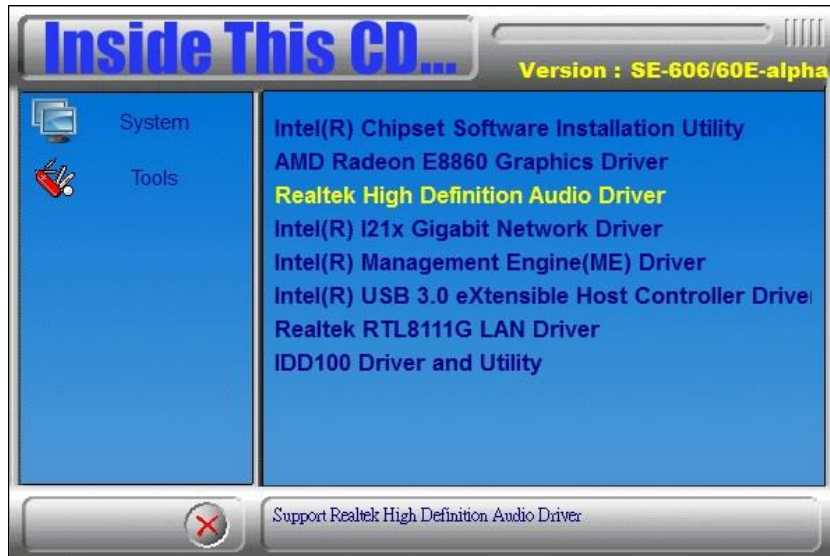 Inside This CD...
Version : SE-606/60E-alpha
System
Tools
Intel(R) Chipset Software Installation Utility
AMD Radeon E8860 Graphics Driver
Realtek High Definition Audio Driver
Intel(R) I21x Gigabit Network Driver
Intel(R) Management Engine(ME) Driver
Intel(R) USB 3.0 eXtensible Host Controller Drive
Realtek RTL8111G LAN Driver
IDD100 Driver and Utility
Support Realtek High Definition Audio Driver